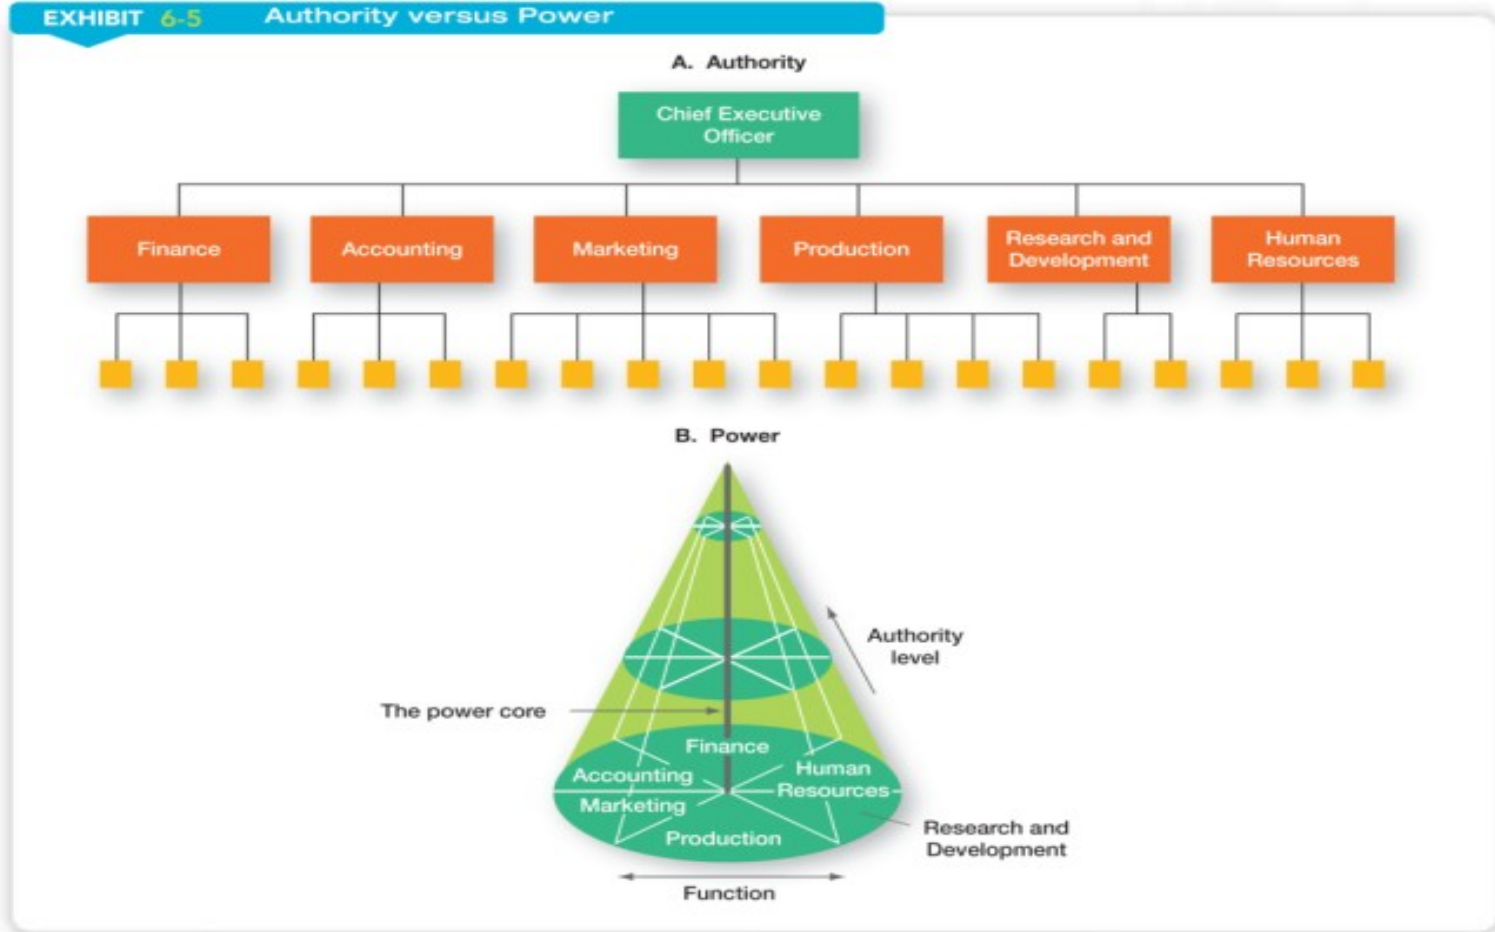 EXHIBIT 6-5 Authority versus Power
A. Authority
Chief Executive
Officer
Finance
Accounting
Marketing
Production
Research and
Development
Human
Resources
B. Power
Authority
level
The power core
Finance
Accounting
Human
Resources
Marketing
Production
Research and
Development
Function